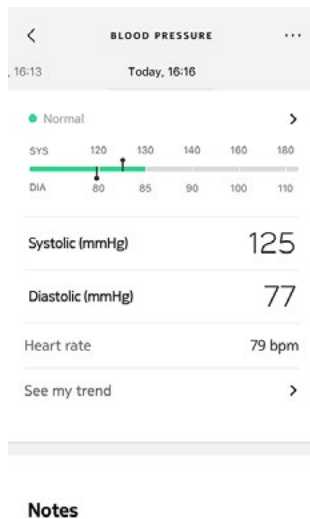 BLOOD PRESSURE
, 16:13 Today, 16:16
Normal
SYS 120 130 140 160 180
DIA 80 85 90 100 110
Systolic (mmHg) 125
Diastolic (mmHg) 77
Heart rate 79 bpm
See my trend
Notes